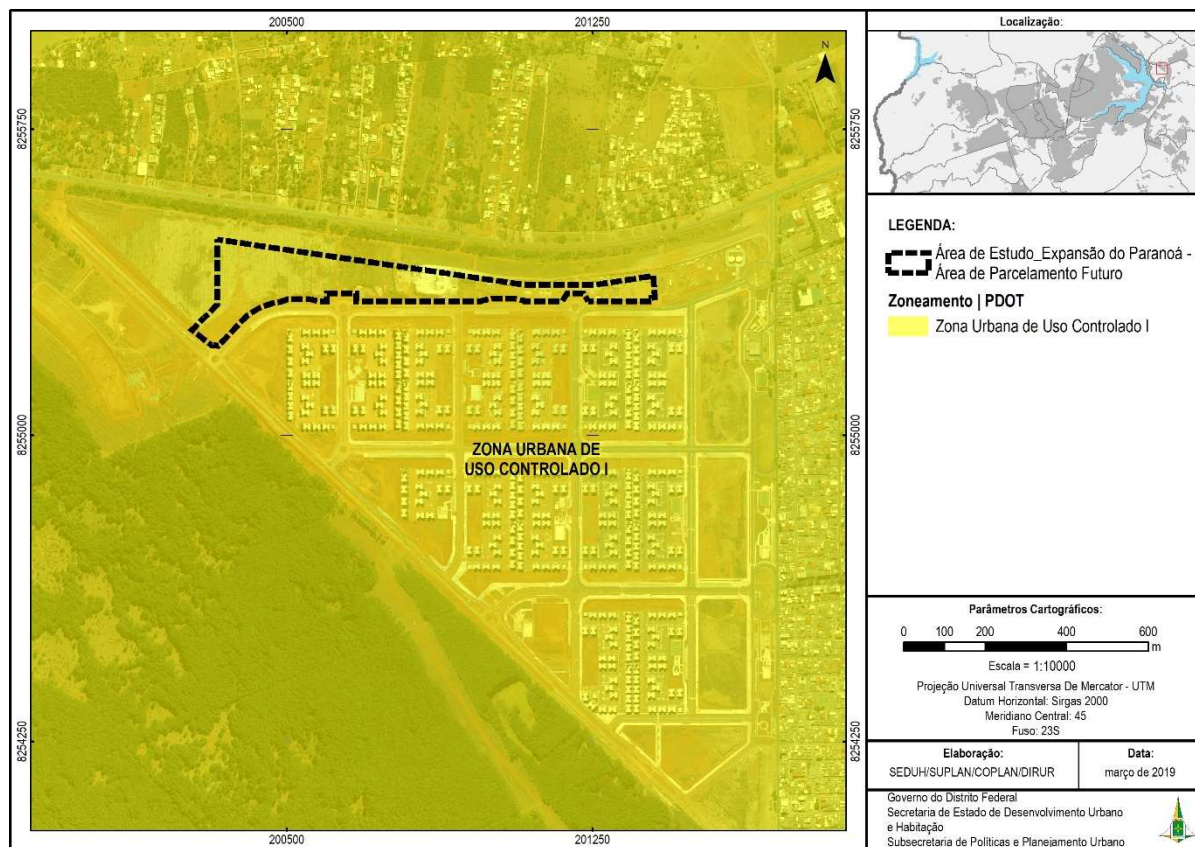 200500
201250
8255750
8255000
8254250
N
ZONA URBANA DE
USO CONTROLADO I
8255750
8255000
8254250
200500
201250
Localização:
LEGENDA:
Área de Estudo_Expansão do Paranoá -
Área de Parcelamento Futuro
Zoneamento | PDOT
Zona Urbana de Uso Controlado I
Parâmetros Cartográficos:
0 100 200 400 600
m
Escala = 1:10000
Projeção Universal Transversa De Mercator - UTM
Datum Horizontal: Sirgas 2000
Meridiano Central: 45
Fuso: 23S
Elaboração:
SEDUH/SUPLAN/COPLAN/DIRUR
Data:
março de 2019
Governo do Distrito Federal
Secretaria de Estado de Desenvolvimento Urbano
e Habitação
Subsecretaria de Políticas e Planejamento Urbano